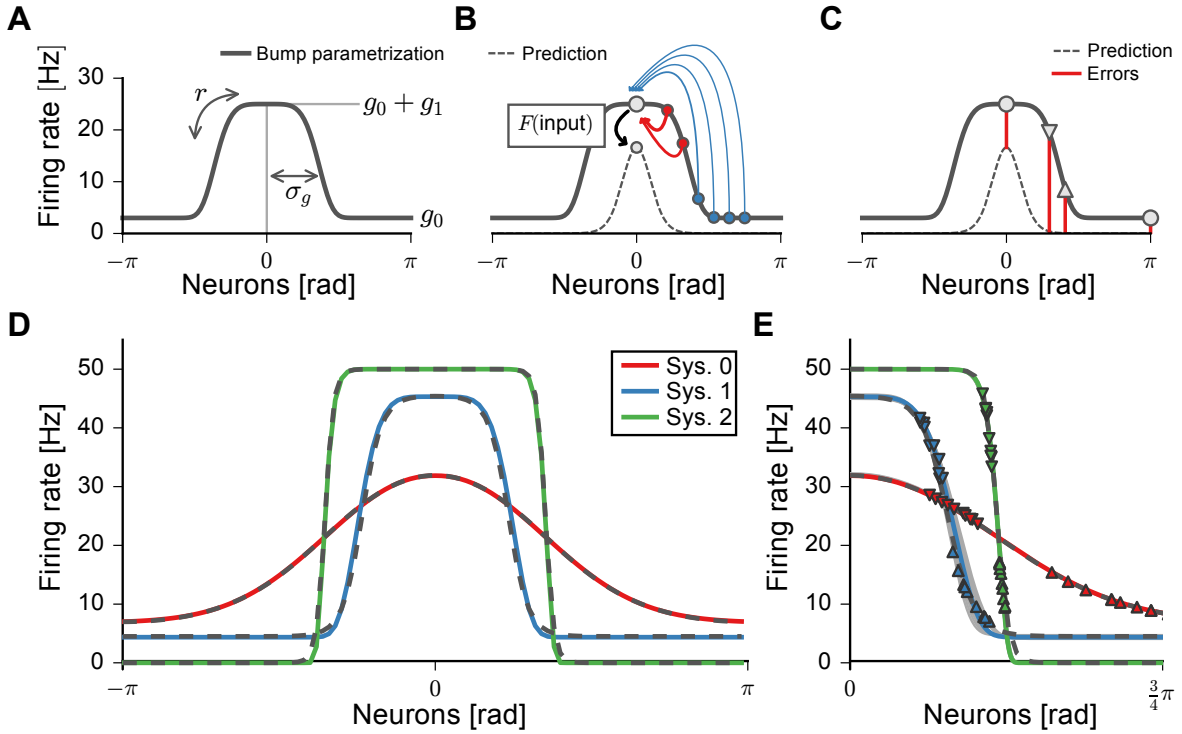 A
Bump parametrization
Firing rate [Hz]
30
20
10
0
r
g₀ + g₁
σ_g
g₀
−π
0
π
Neurons [rad]
B
Prediction
F(input)
−π
0
π
Neurons [rad]
C
Prediction
Errors
−π
0
π
Neurons [rad]
D
Firing rate [Hz]
50
40
30
20
10
0
Sys. 0
Sys. 1
Sys. 2
−π
0
π
Neurons [rad]
E
Firing rate [Hz]
50
40
30
20
10
0
0
3/4 π
Neurons [rad]